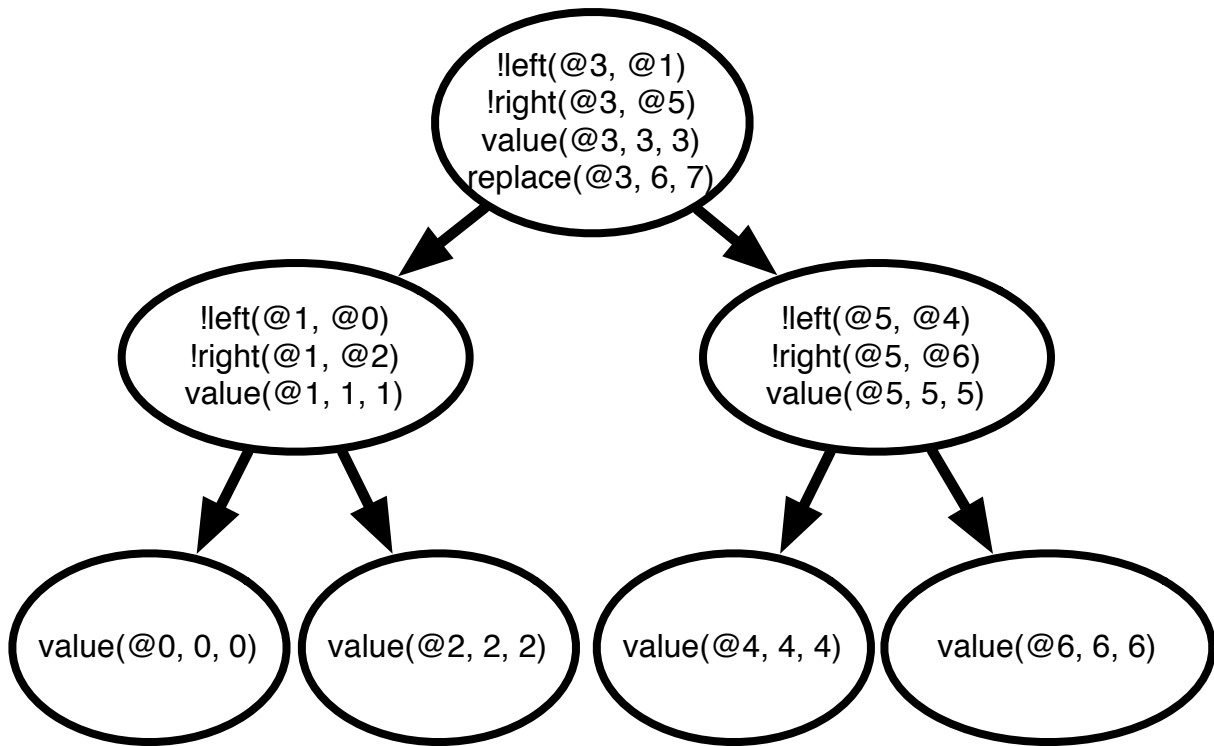 !left(@3, @1)
!right(@3, @5)
value(@3, 3, 3)
replace(@3, 6, 7)
!left(@1, @0)
!right(@1, @2)
value(@1, 1, 1)
!left(@5, @4)
!right(@5, @6)
value(@5, 5, 5)
value(@0, 0, 0)
value(@2, 2, 2)
value(@4, 4, 4)
value(@6, 6, 6)